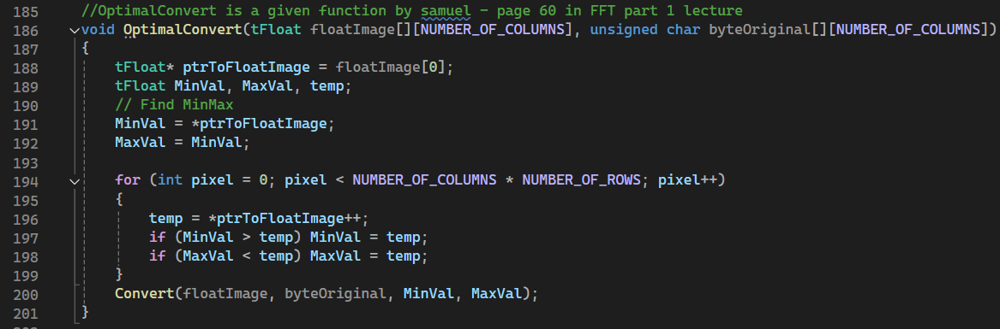 185 //OptimalConvert is a given function by samuel - page 60 in FFT part 1 lecture
186 void OptimalConvert(tFloat floatImage[][NUMBER_OF_COLUMNS], unsigned char byteOriginal[][NUMBER_OF_COLUMNS])
187 {
188     tFloat* ptrToFloatImage = floatImage[0];
189     tFloat MinVal, MaxVal, temp;
190     // Find MinMax
191     MinVal = *ptrToFloatImage;
192     MaxVal = MinVal;
193
194     for (int pixel = 0; pixel < NUMBER_OF_COLUMNS * NUMBER_OF_ROWS; pixel++)
195     {
196         temp = *ptrToFloatImage++;
197         if (MinVal > temp) MinVal = temp;
198         if (MaxVal < temp) MaxVal = temp;
199     }
200     Convert(floatImage, byteOriginal, MinVal, MaxVal);
201 }